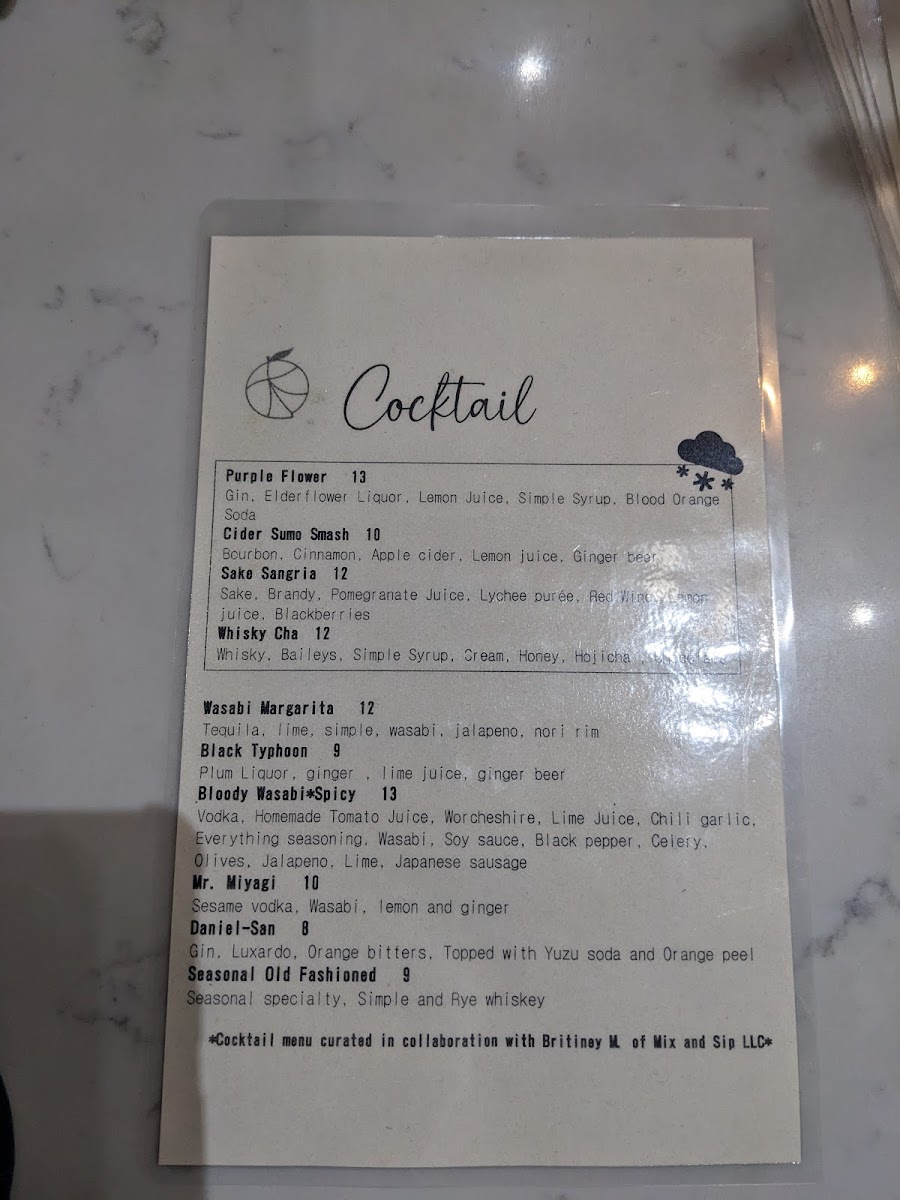 Cocktail
Purple Flower 13
Gin, Elderflower Liquor, Lemon Juice, Simple Syrup, Blood Orange
Soda
Cider Sumo Smash 10
Bourbon, Cinnamon, Apple cider, Lemon juice, Ginger beer
Sake Sangria 12
Sake, Brandy, Pomegranate Juice, Lychee purée, Red Wine, Lemon
juice, Blackberries
Whisky Cha 12
Whisky, Baileys, Simple Syrup, Cream, Honey, Hojicha ,
Wasabi Margarita 12
Tequila, lime, simple, wasabi, jalapeno, nori rim
Black Typhoon 9
Plum Liquor, ginger , lime juice, ginger beer
Bloody Wasabi*Spicy 13
Vodka, Homemade Tomato Juice, Worcheshire, Lime Juice, Chili garlic,
Everything seasoning, Wasabi, Soy sauce, Black pepper, Celery,
Olives, Jalapeno, Lime, Japanese sausage
Mr. Miyagi 10
Sesame vodka, Wasabi, lemon and ginger
Daniel-San 8
Gin, Luxardo, Orange bitters, Topped with Yuzu soda and Orange peel
Seasonal Old Fashioned 9
Seasonal specialty, Simple and Rye whiskey
*Cocktail menu curated in collaboration with Britiney M. of Mix and Sip LLC*